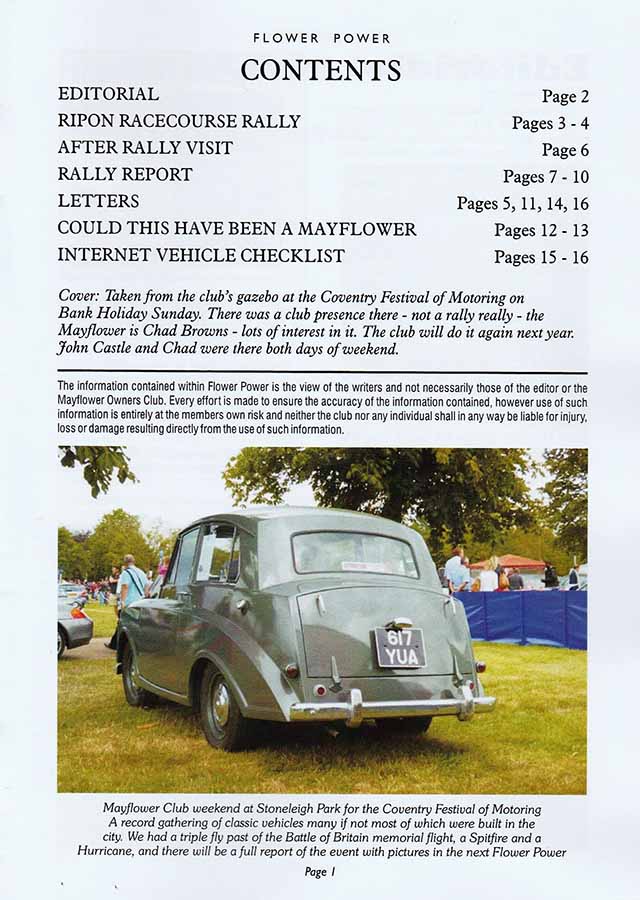 FLOWER POWER
CONTENTS
EDITORIAL Page 2
RIPON RACECOURSE RALLY Pages 3 - 4
AFTER RALLY VISIT Page 6
RALLY REPORT Pages 7 - 10
LETTERS Pages 5, 11, 14, 16
COULD THIS HAVE BEEN A MAYFLOWER Pages 12 - 13
INTERNET VEHICLE CHECKLIST Pages 15 - 16
Cover: Taken from the club's gazebo at the Coventry Festival of Motoring on
Bank Holiday Sunday. There was a club presence there - not a rally really - the
Mayflower is Chad Browns - lots of interest in it. The club will do it again next year.
John Castle and Chad were there both days of weekend.
The information contained within Flower Power is the view of the writers and not necessarily those of the editor or the
Mayflower Owners Club. Every effort is made to ensure the accuracy of the information contained, however use of such
information is entirely at the members own risk and neither the club nor any individual shall in any way be liable for injury,
loss or damage resulting directly from the use of such information.
617
YUA
Mayflower Club weekend at Stoneleigh Park for the Coventry Festival of Motoring
A record gathering of classic vehicles many if not most of which were built in the
city. We had a triple fly past of the Battle of Britain memorial flight, a Spitfire and a
Hurricane, and there will be a full report of the event with pictures in the next Flower Power
Page 1